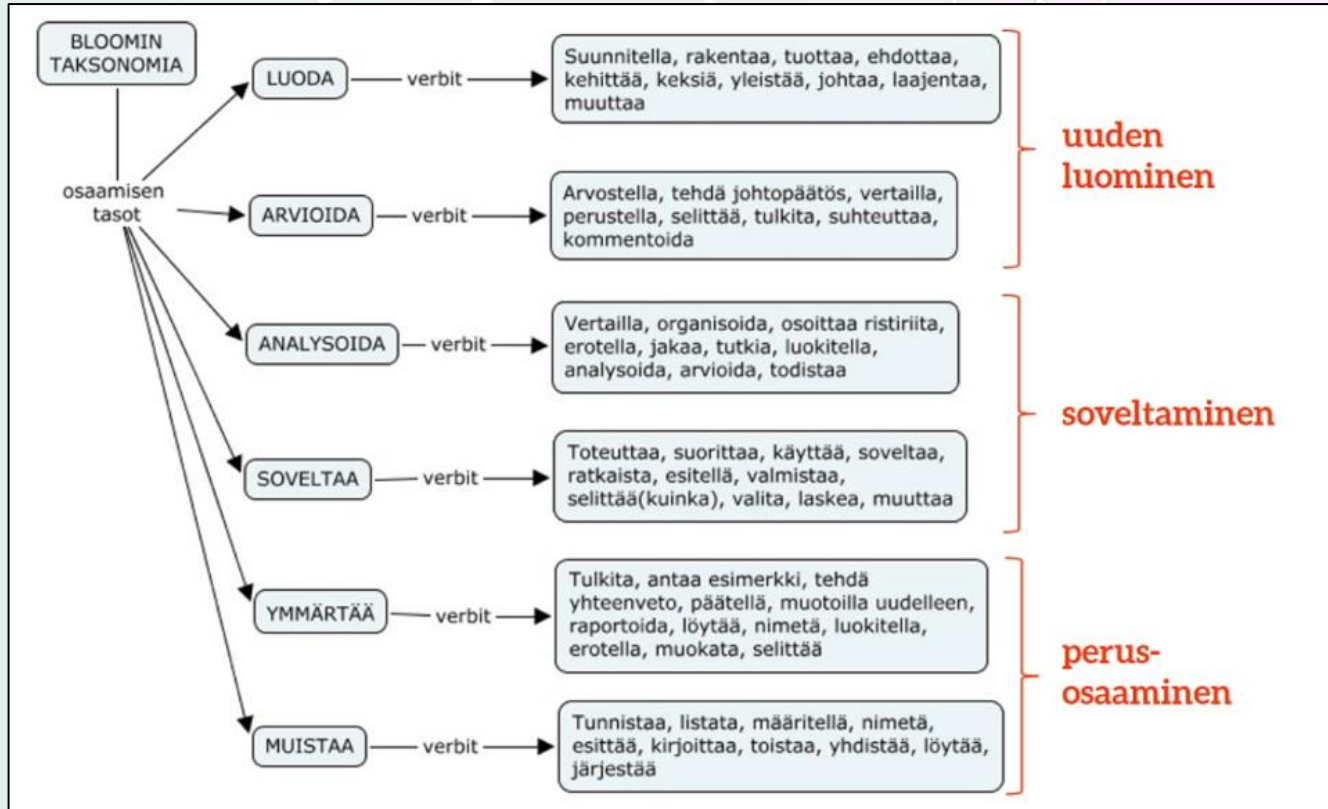 BLOOMIN
TAKSONOMIA
osaamisen
tasot
LUODA
verbit
Suunnitella, rakentaa, tuottaa, ehdottaa,
kehittää, keksiä, yleistää, johtaa, laajentaa,
muuttaa
ARVIOIDA
verbit
Arvostella, tehdä johtopäätös, vertailla,
perustella, selittää, tulkita, suhteuttaa,
kommentoida
uuden
luominen
ANALYSOIDA
verbit
Vertailla, organisoida, osoittaa ristiriita,
erotella, jakaa, tutkia, luokitella,
analysoida, arvioida, todistaa
SOVELTAA
verbit
Toteuttaa, suorittaa, käyttää, soveltaa,
ratkaista, esitellä, valmistaa,
selittää(kuinka), valita, laskea, muuttaa
soveltaminen
YMMÄRTÄÄ
verbit
Tulkita, antaa esimerkki, tehdä
yhteenveto, päätellä, muotoilla uudelleen,
raportoida, löytää, nimetä, luokitella,
erotella, muokata, selittää
MUISTAA
verbit
Tunnistaa, listata, määritellä, nimetä,
esittää, kirjoittaa, toistaa, yhdistää, löytää,
järjestää
perus-
osaaminen